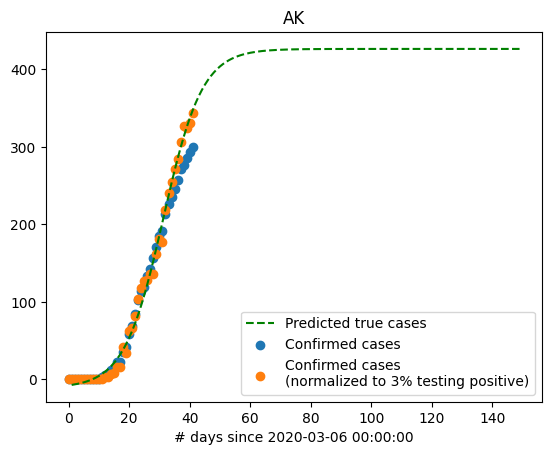 AK
400
300
200
100
0
Predicted true cases
Confirmed cases
Confirmed cases
(normalized to 3% testing positive)
0 20 40 60 80 100 120 140
# days since 2020-03-06 00:00:00